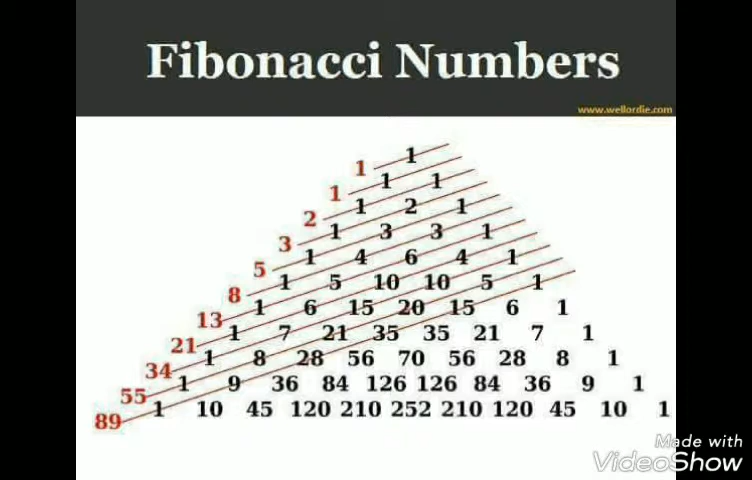 Fibonacci Numbers
www.wellordie.com
1 1
1 1 1
2 1 2 1
3 1 3 3 1
5 1 4 6 4 1
8 1 5 10 10 5 1
13 1 6 15 20 15 6 1
21 1 7 21 35 35 21 7 1
34 1 8 28 56 70 56 28 8 1
55 1 9 36 84 126 126 84 36 9 1
89 1 10 45 120 210 252 210 120 45 10 1
Made with
VideoShow